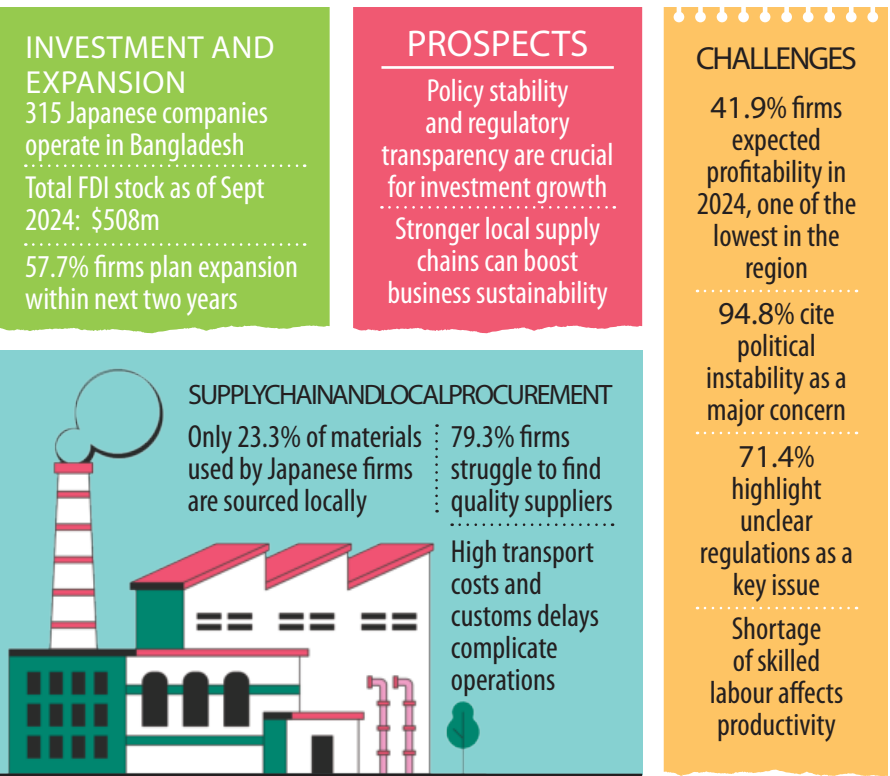 INVESTMENT AND
EXPANSION
315 Japanese companies
operate in Bangladesh
Total FDI stock as of Sept
2024: $508m
57.7% firms plan expansion
within next two years
PROSPECTS
Policy stability
and regulatory
transparency are crucial
for investment growth
Stronger local supply
chains can boost
business sustainability
CHALLENGES
41.9% firms
expected
profitability in
2024, one of the
lowest in the
region
94.8% cite
political
instability as a
major concern
71.4%
highlight
unclear
regulations as a
key issue
Shortage
of skilled
labour affects
productivity
SUPPLYCHAINANDLOCALPROCUREMENT
Only 23.3% of materials
used by Japanese firms
are sourced locally
79.3% firms
struggle to find
quality suppliers
High transport
costs and
customs delays
complicate
operations